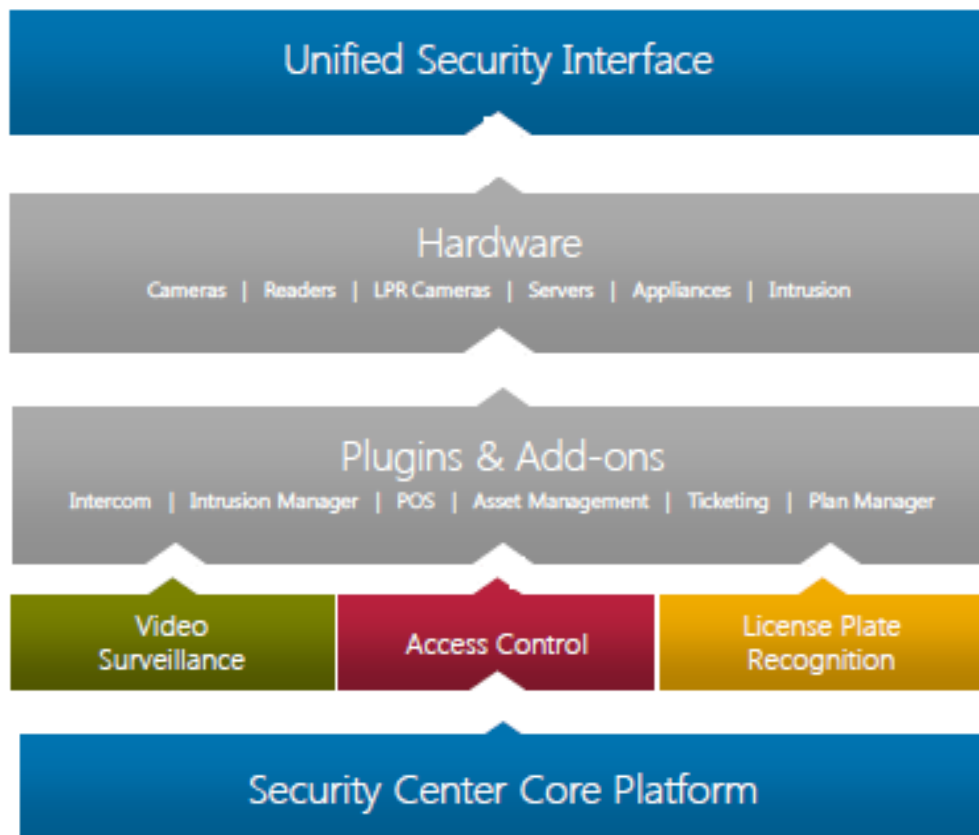 Unified Security Interface
Hardware
Cameras | Readers | LPR Cameras | Servers | Appliances | Intrusion
Plugins & Add-ons
Intercom | Intrusion Manager | POS | Asset Management | Ticketing | Plan Manager
Video
Surveillance
Access Control
License Plate
Recognition
Security Center Core Platform